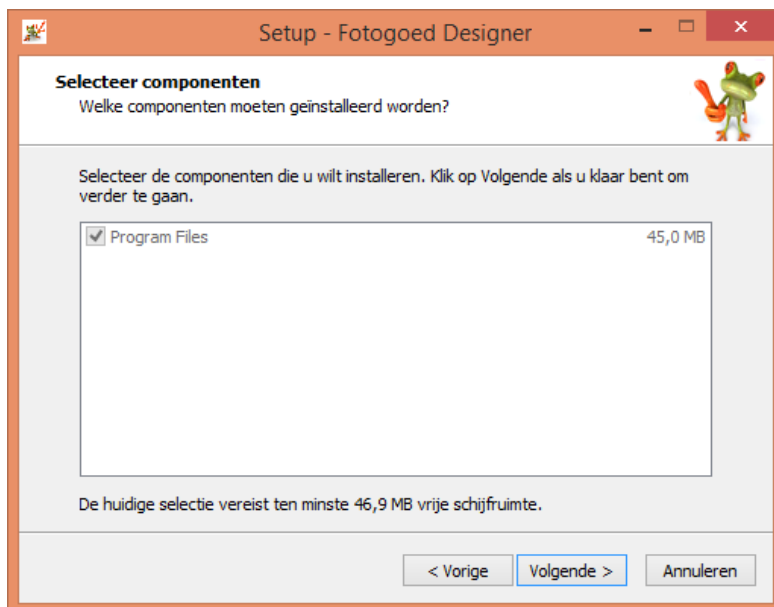 Setup - Fotogoed Designer
Selecteer componenten
Welke componenten moeten geïnstalleerd worden?
Selecteer de componenten die u wilt installeren. Klik op Volgende als u klaar bent om
verder te gaan.
Program Files 45,0 MB
De huidige selectie vereist ten minste 46,9 MB vrije schijfruimte.
< Vorige Volgende > Annuleren